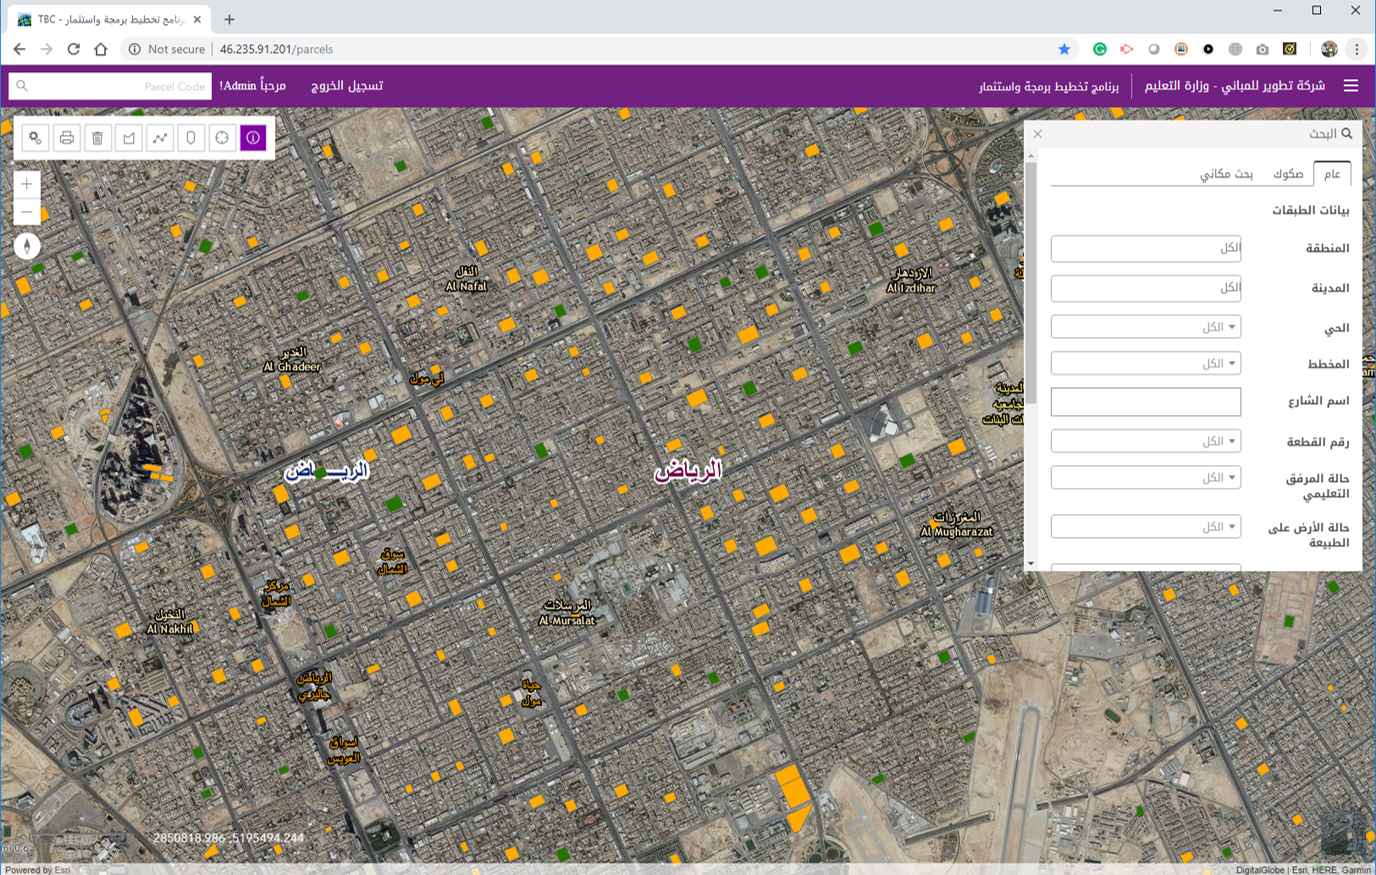 TBC - برنامج تخطيط برمجة واستثمار
Not secure | 46.235.91.201/parcels
Parcel Code
مرحباً Admin!
تسجيل الخروج
برنامج تخطيط برمجة واستثمار
شركة تطوير للمباني - وزارة التعليم
البحث
عام
صكوك
بحث مكاني
بيانات الطبقات
المنطقة
الكل
المدينة
الكل
الحي
الكل
المخطط
الكل
اسم الشارع
رقم القطعة
الكل
حالة المرفق
التعليمي
الكل
حالة الأرض على
الطبيعة
الكل
النفل
Al Nafal
الازدهار
Al Izdihar
الغدير
Al Ghadeer
لي مول
المدينة
الجامعيه
الرياض
الرياض
المغرزات
Al Mugharazat
سوق
الشمال
مركز
الشمال
المرسلات
Al Mursalat
النخيل
Al Nakhil
الرياض
جاليري
حياة
مول
اسواق
العويس
2850818.986 ,5195494.244
Powered by Esri
DigitalGlobe | Esri, HERE, Garmin